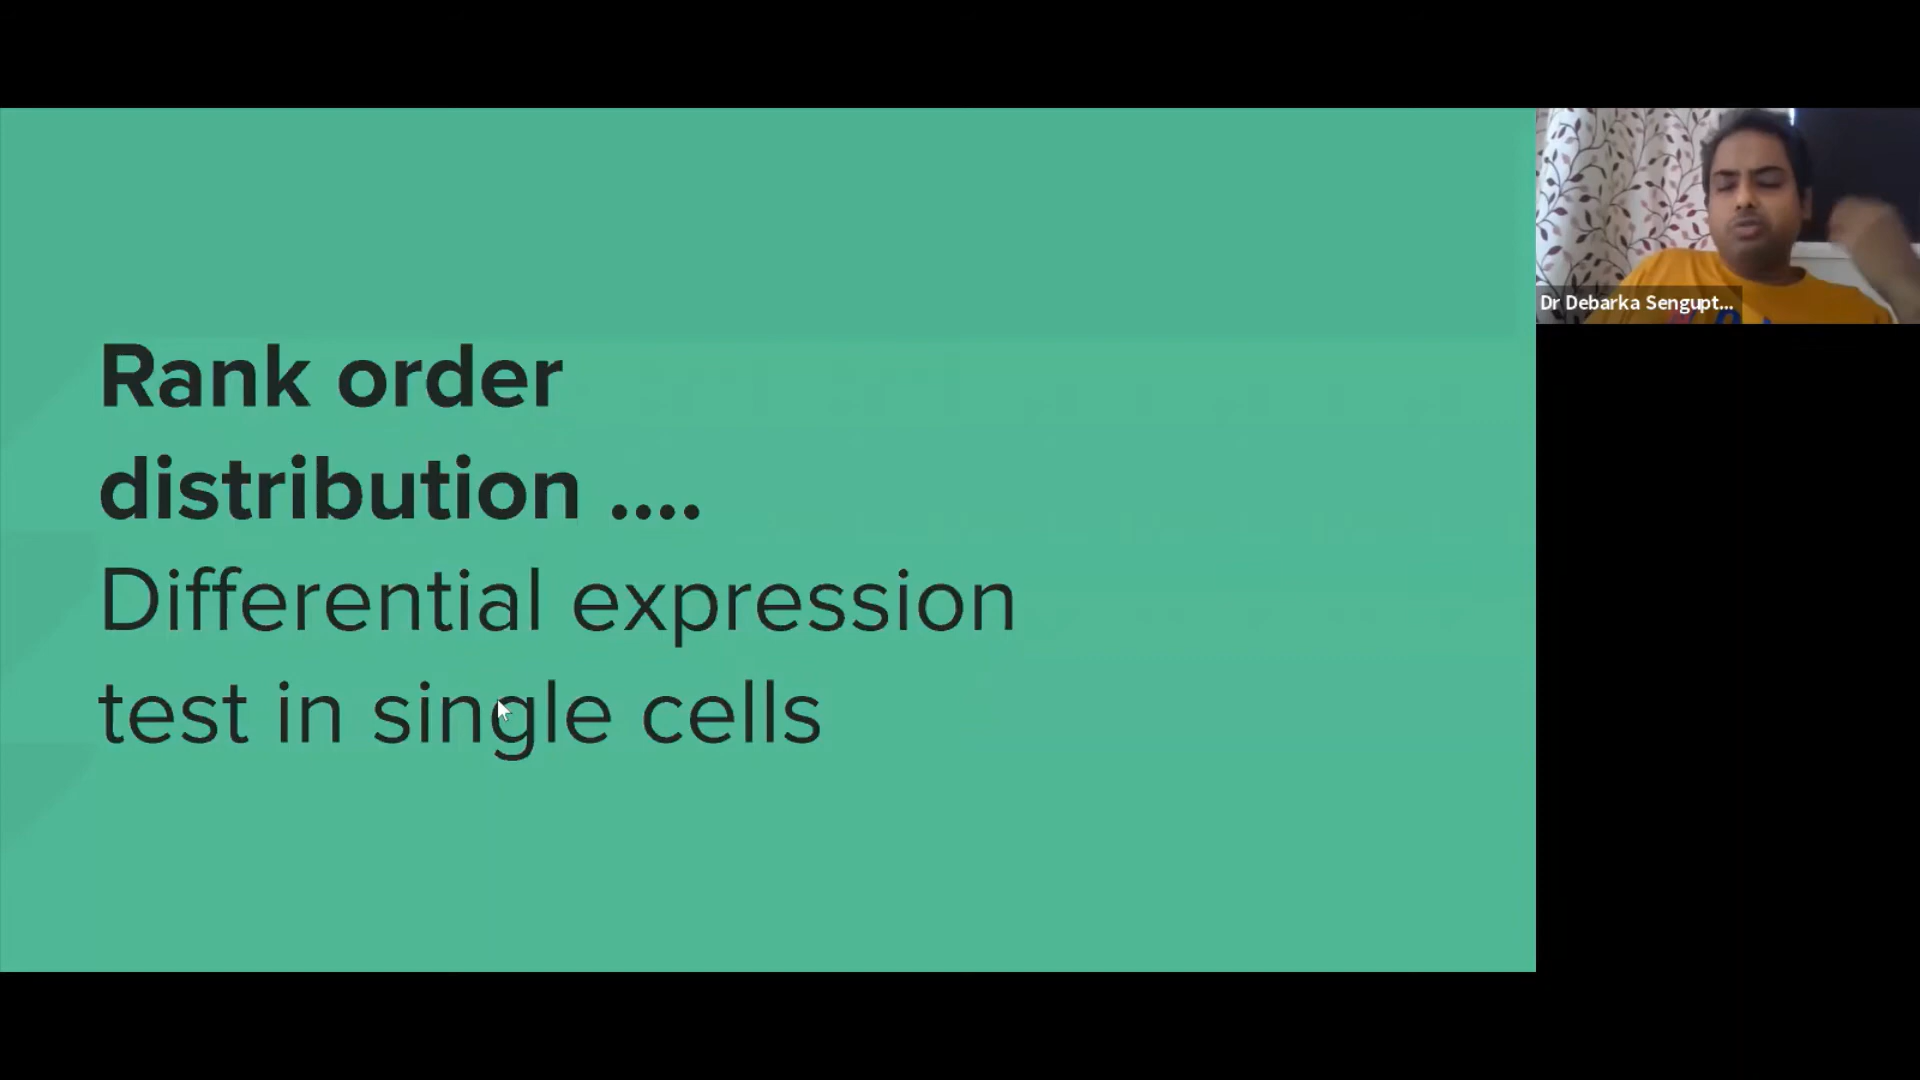 Rank order
distribution ....
Differential expression
test in single cells
Dr Debarka Sengupt...